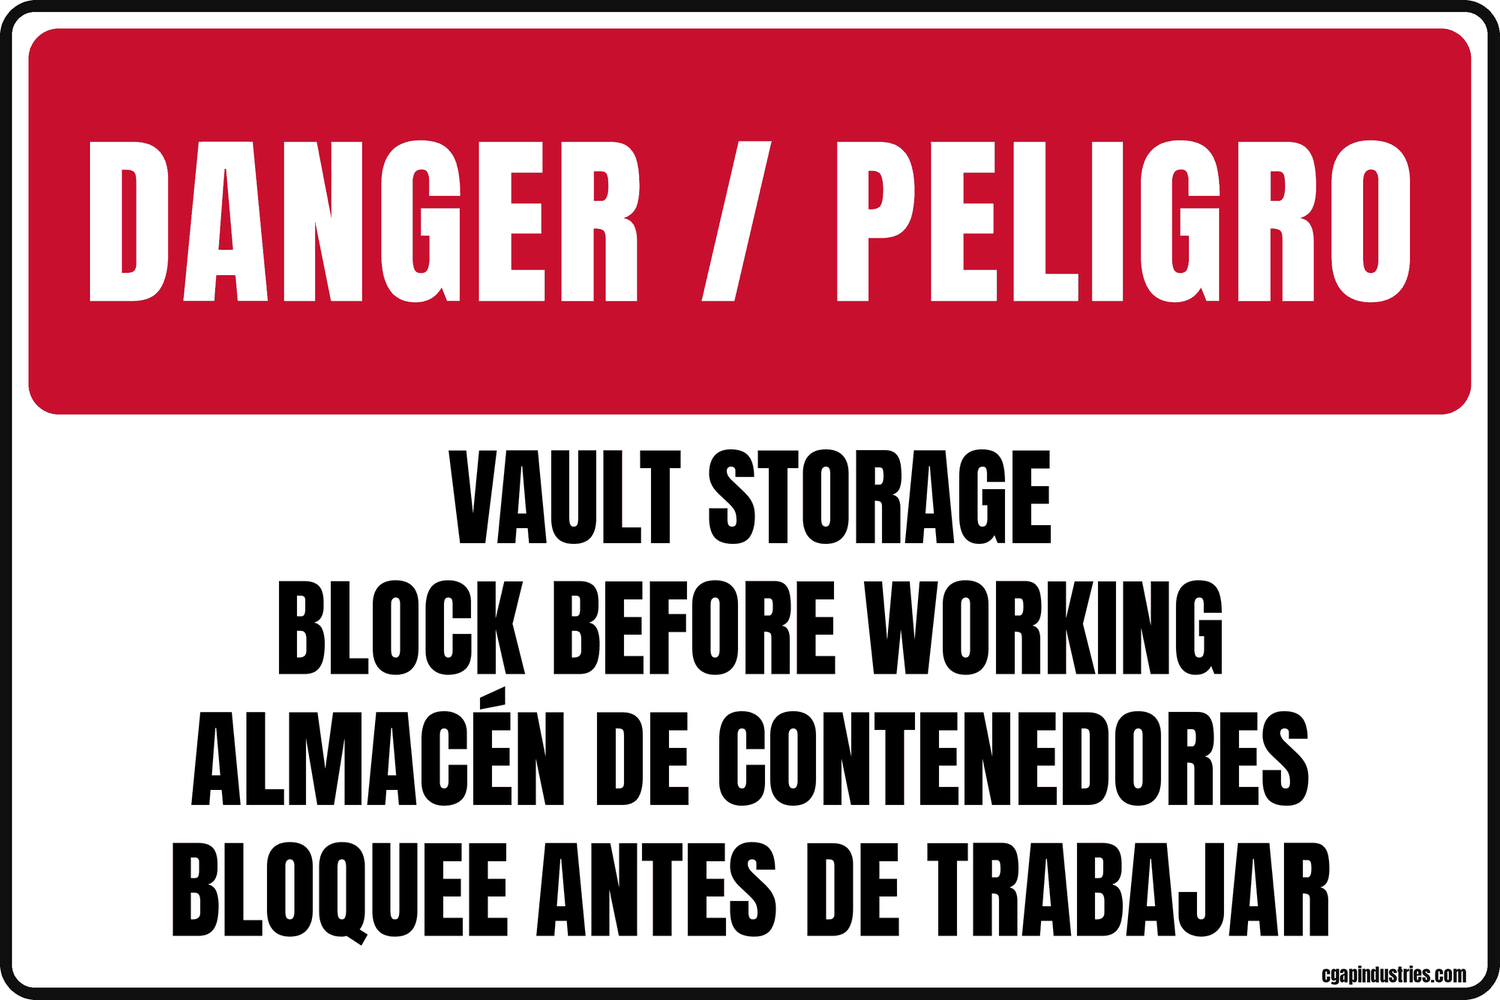 DANGER / PELIGRO
VAULT STORAGE
BLOCK BEFORE WORKING
ALMACÉN DE CONTENEDORES
BLOQUEE ANTES DE TRABAJAR
cgapindustries.com